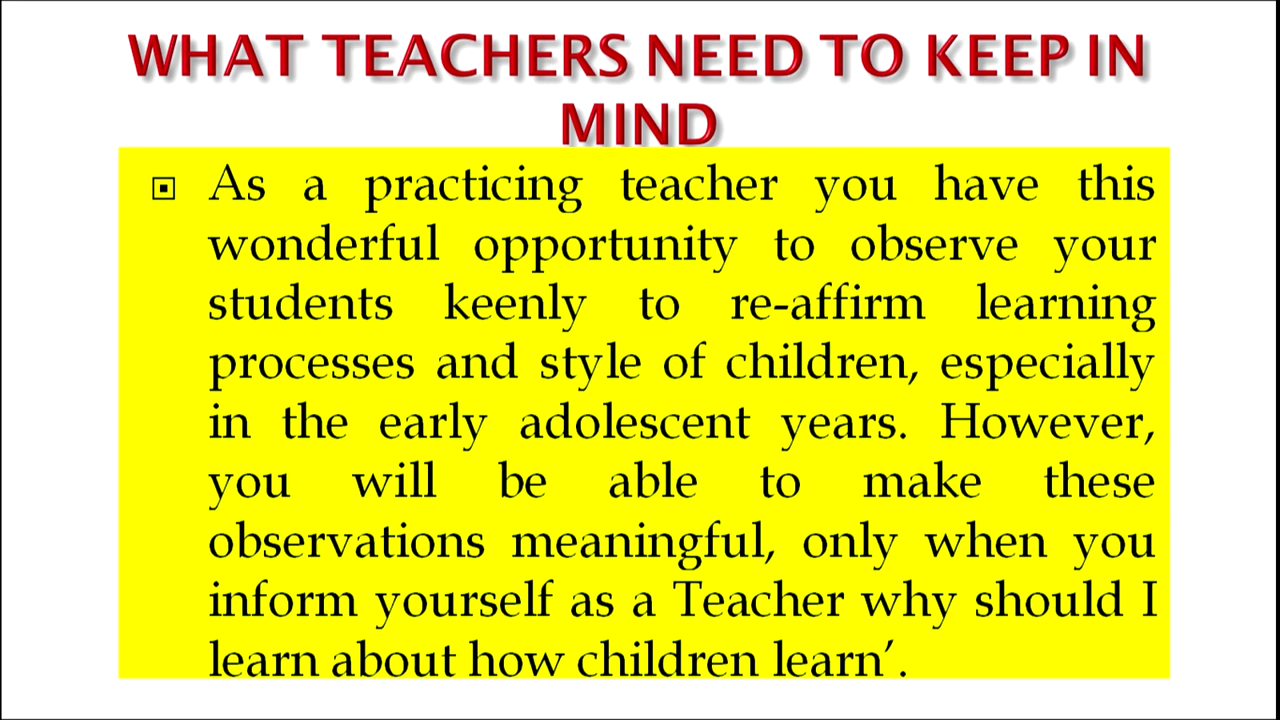 WHAT TEACHERS NEED TO KEEP IN
MIND
As a practicing teacher you have this
wonderful opportunity to observe your
students keenly to re-affirm learning
processes and style of children, especially
in the early adolescent years. However,
you will be able to make these
observations meaningful, only when you
inform yourself as a Teacher why should I
learn about how children learn’.